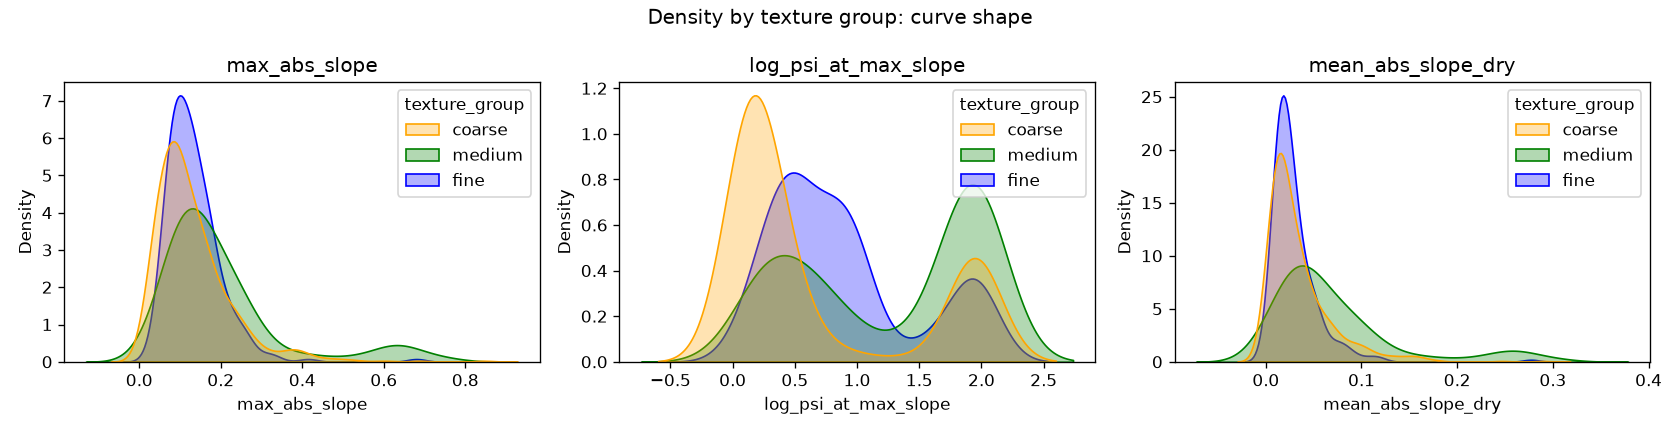 Density by texture group: curve shape
max_abs_slope
7
6
5
4
3
2
1
0
Density
0.0 0.2 0.4 0.6 0.8
max_abs_slope
texture_group
coarse
medium
fine
log_psi_at_max_slope
1.2
1.0
0.8
0.6
0.4
0.2
0.0
Density
−0.5 0.0 0.5 1.0 1.5 2.0 2.5
log_psi_at_max_slope
texture_group
coarse
medium
fine
mean_abs_slope_dry
25
20
15
10
5
0
Density
0.0 0.1 0.2 0.3 0.4
mean_abs_slope_dry
texture_group
coarse
medium
fine